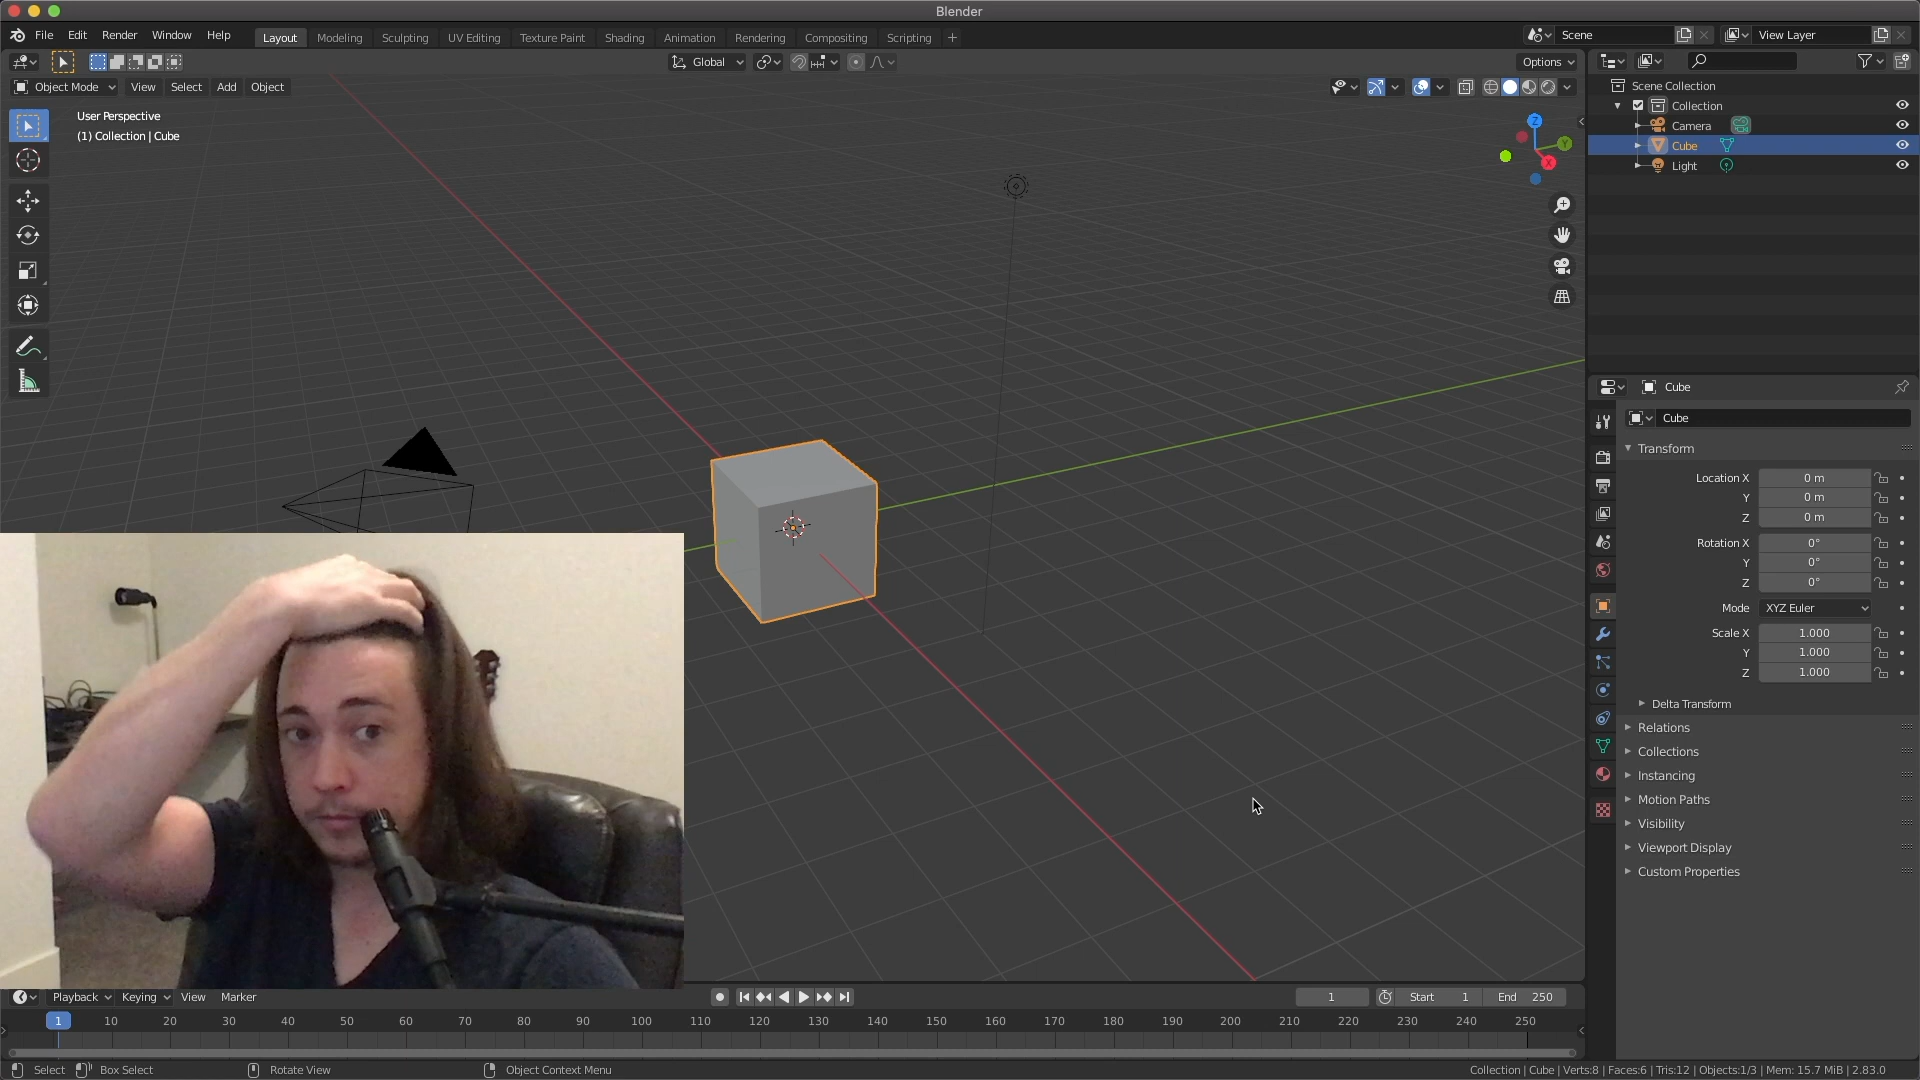 Blender
File Edit Render Window Help Layout Modeling Sculpting UV Editing Texture Paint Shading Animation Rendering Compositing Scripting + Scene View Layer
Global Options
Object Mode View Select Add Object
User Perspective
(1) Collection | Cube
Z
Y
X
Scene Collection
Collection
Camera
Cube
Light
Cube
Cube
Transform
Location X 0 m
Y 0 m
Z 0 m
Rotation X 0°
Y 0°
Z 0°
Mode XYZ Euler
Scale X 1.000
Y 1.000
Z 1.000
Delta Transform
Relations
Collections
Instancing
Motion Paths
Visibility
Viewport Display
Custom Properties
Playback Keying View Marker 1 Start 1 End 250
1 10 20 30 40 50 60 70 80 90 100 110 120 130 140 150 160 170 180 190 200 210 220 230 240 250
Select Box Select Rotate View Object Context Menu Collection | Cube | Verts:8 | Faces:6 | Tris:12 | Objects:1/3 | Mem: 15.7 MiB | 2.83.0